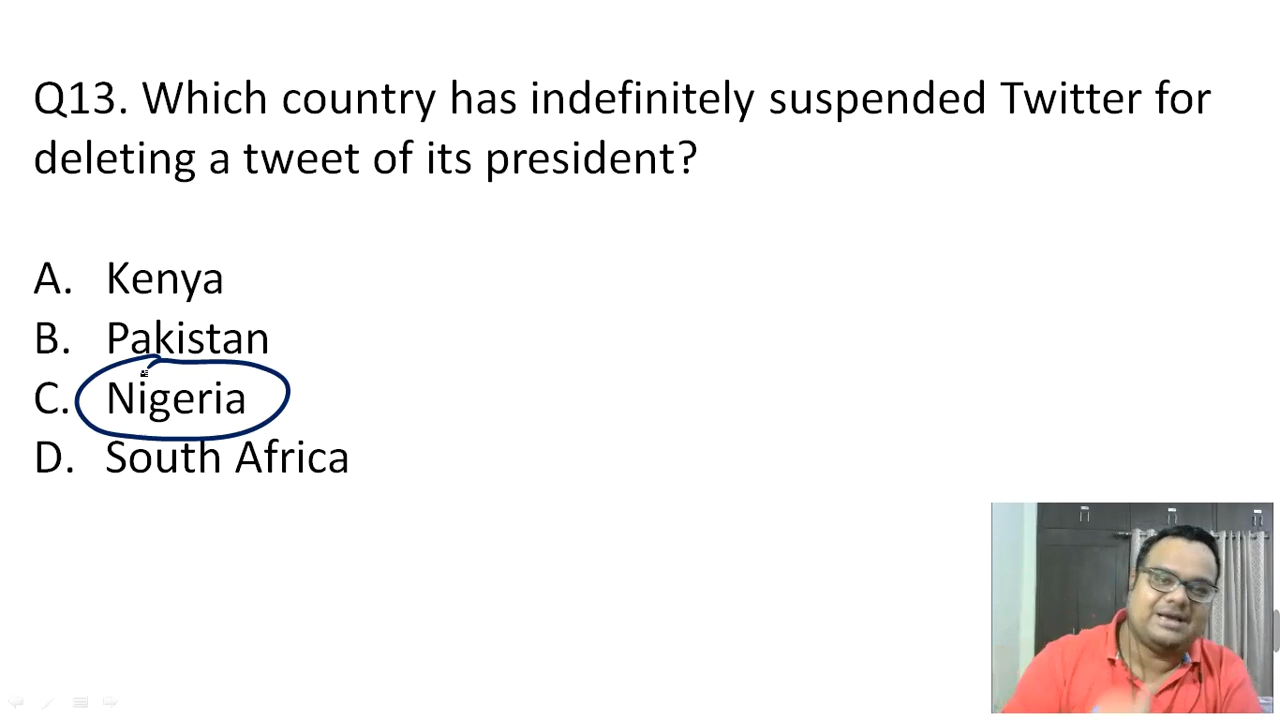 Q13. Which country has indefinitely suspended Twitter for
deleting a tweet of its president?
A. Kenya
B. Pakistan
C. Nigeria
D. South Africa